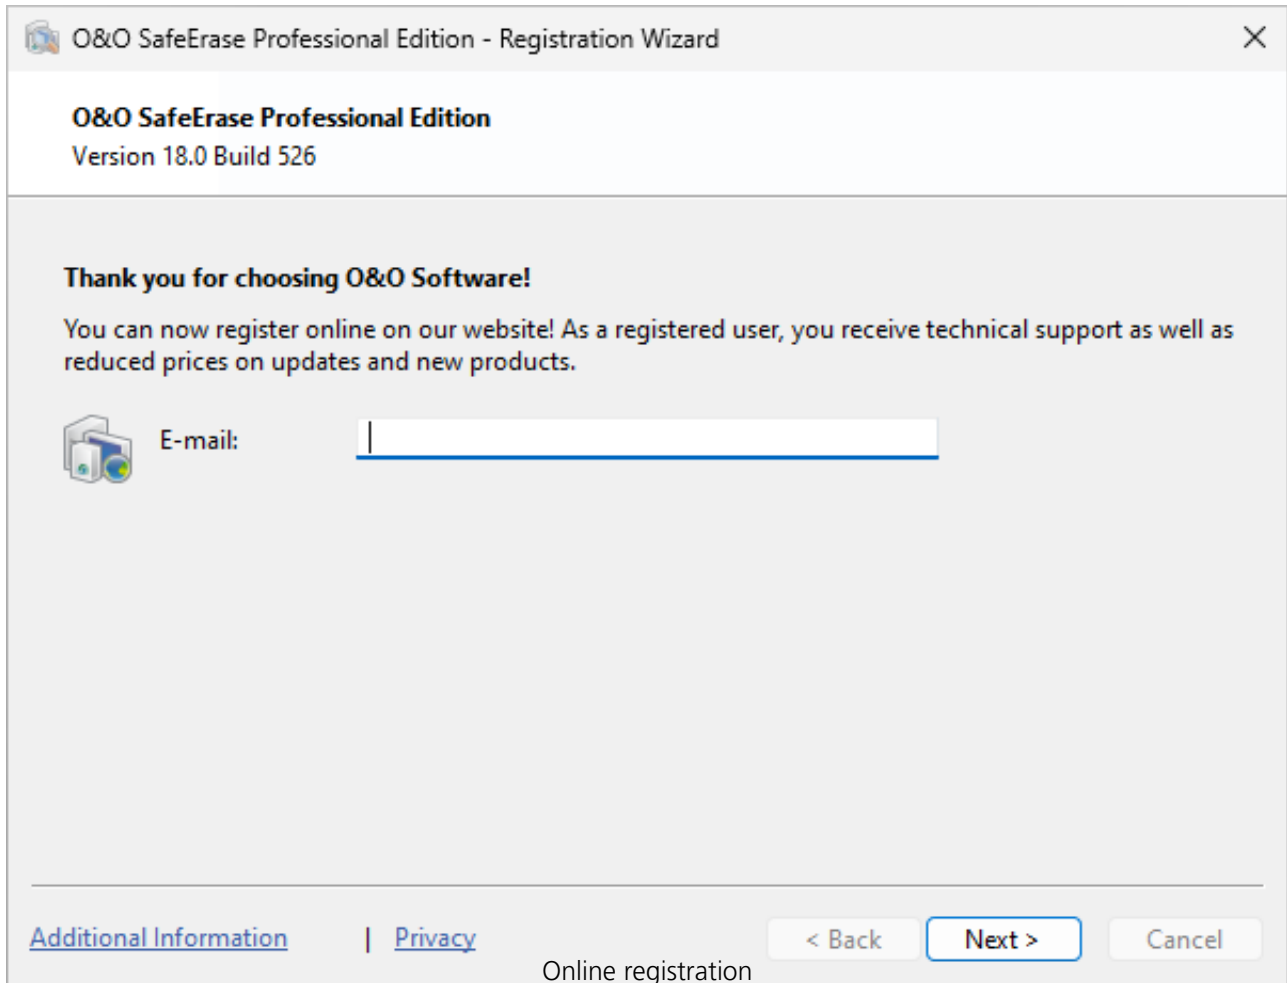 O&O SafeErase Professional Edition - Registration Wizard
O&O SafeErase Professional Edition
Version 18.0 Build 526
Thank you for choosing O&O Software!
You can now register online on our website! As a registered user, you receive technical support as well as
reduced prices on updates and new products.
E-mail:
Additional Information | Privacy < Back Next > Cancel
Online registration